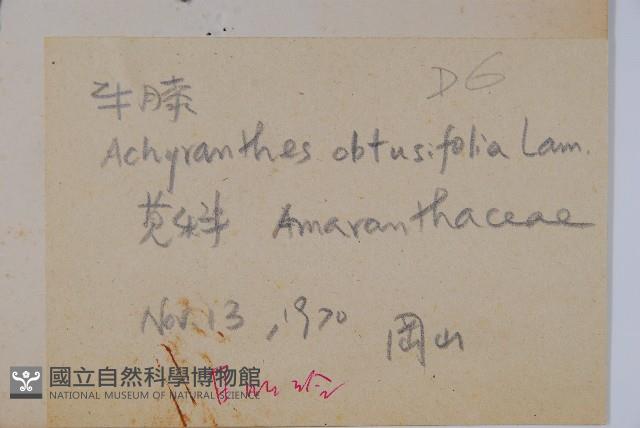 牛膝 D6
Achyranthes obtusifolia Lam.
莧科 Amaranthaceae
Nov. 13, 1970 岡山
國立自然科學博物館
NATIONAL MUSEUM OF NATURAL SCIENCE